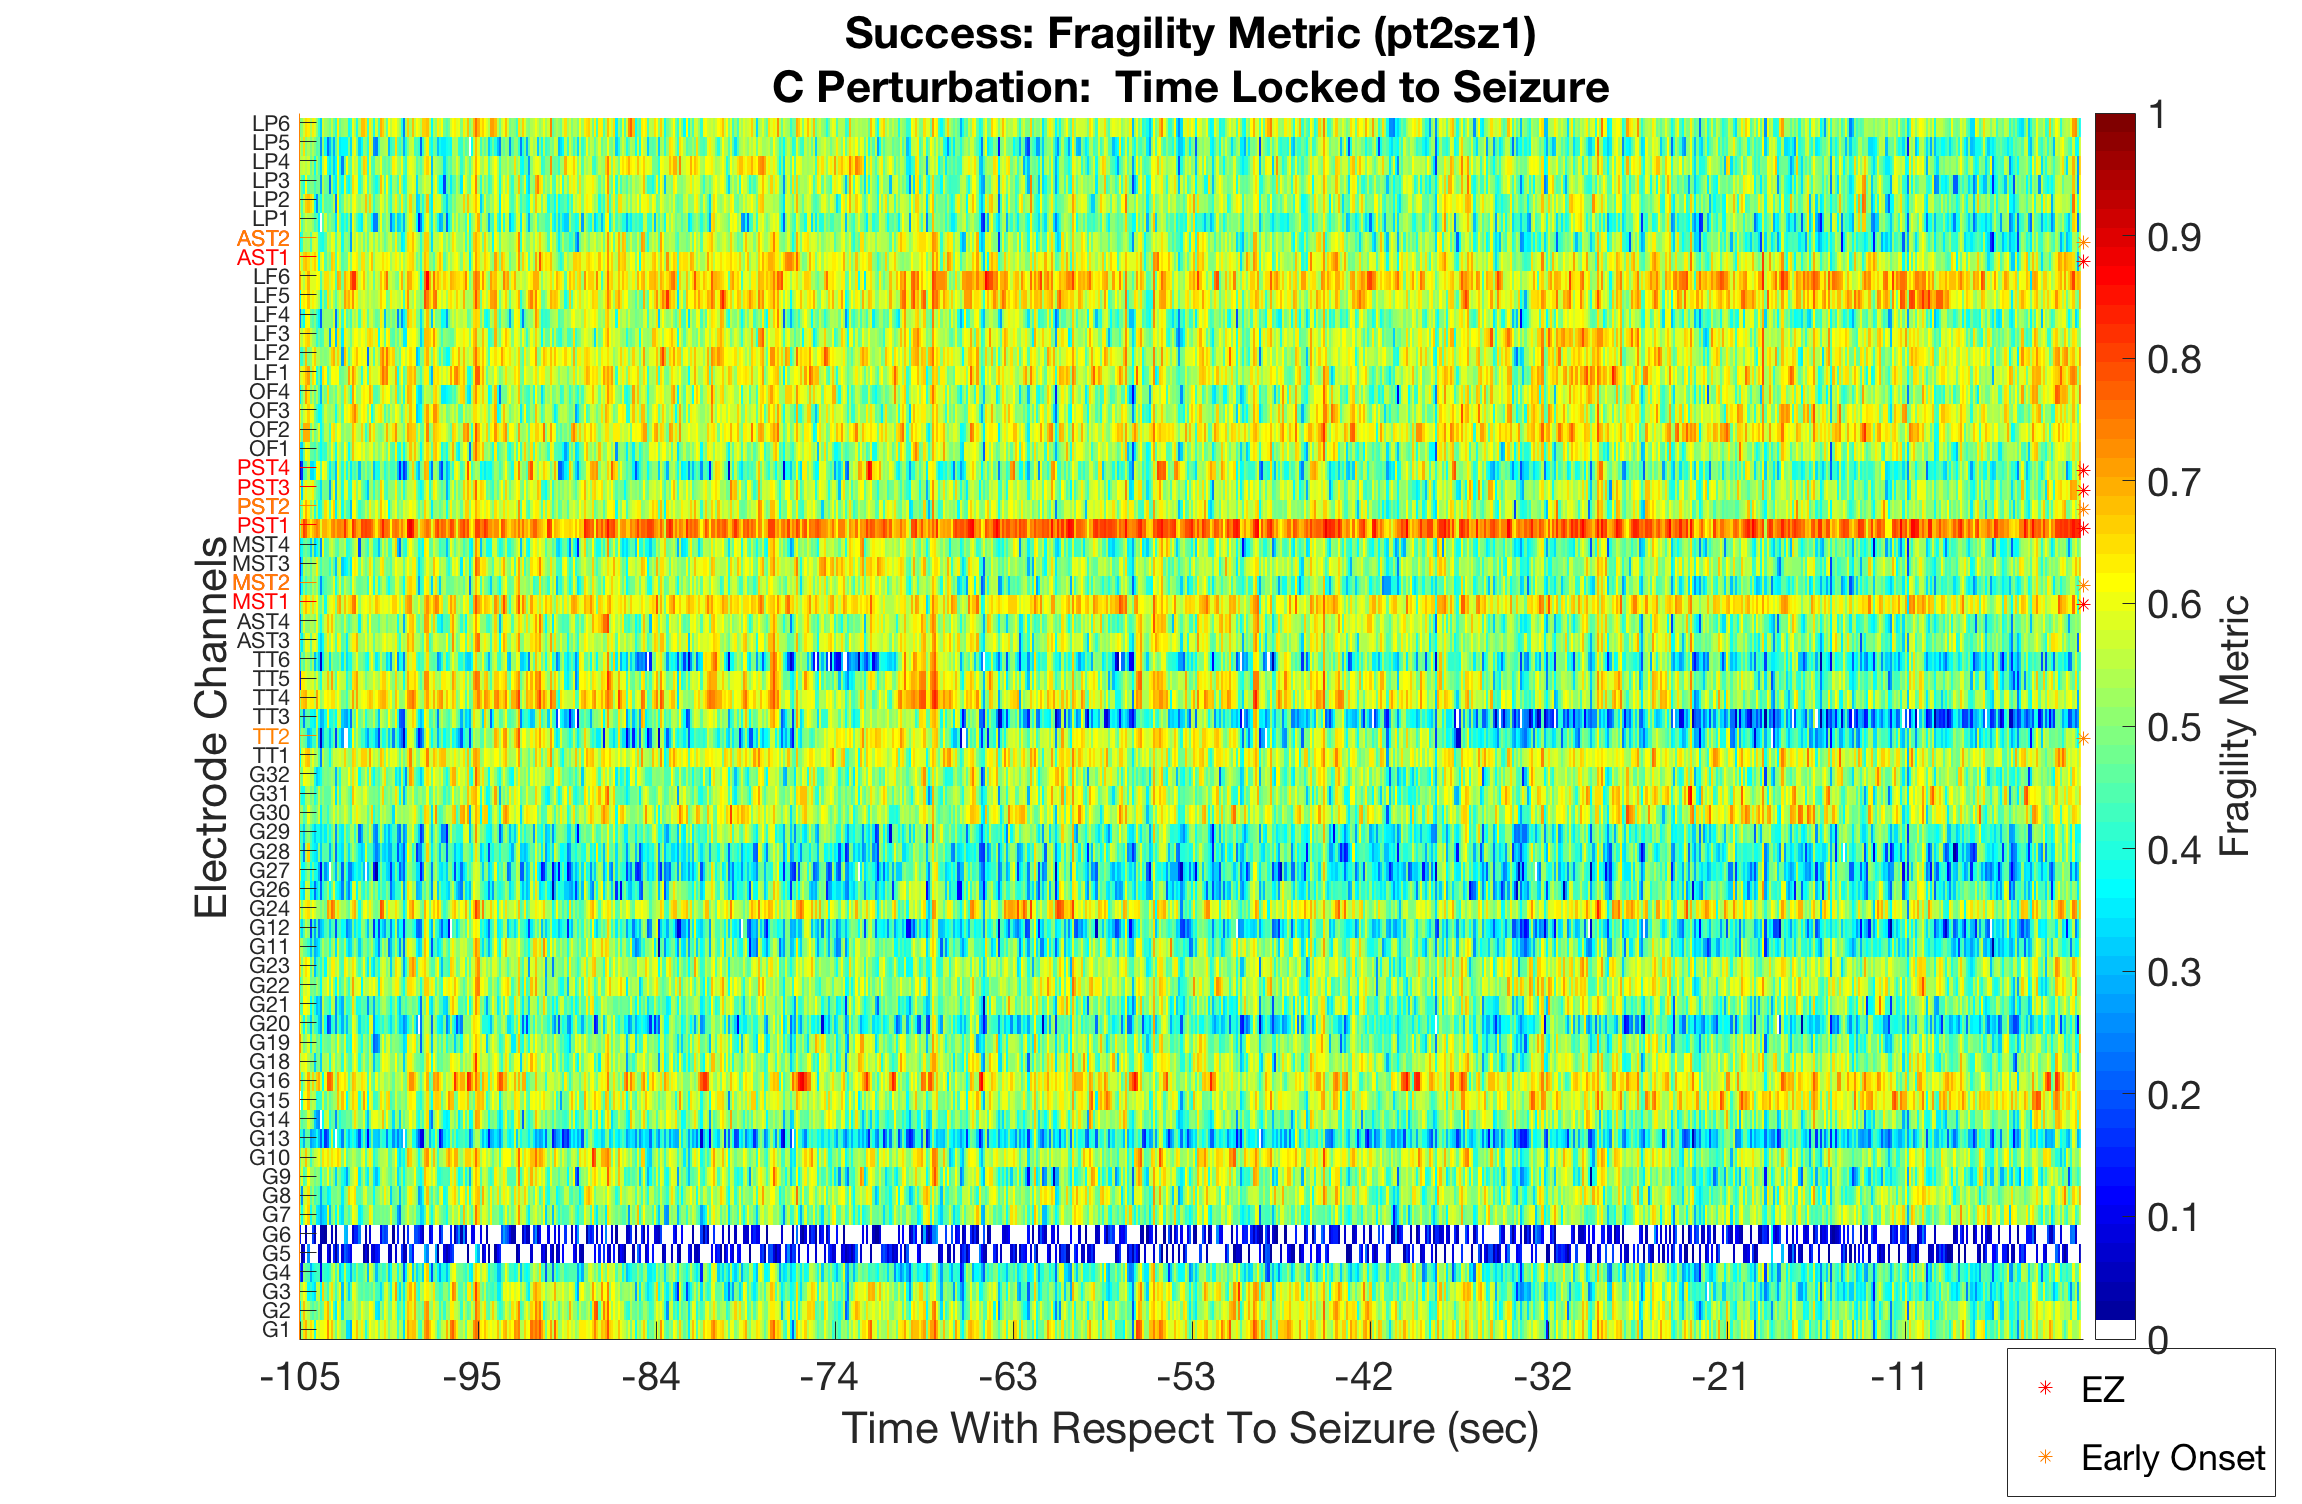 Success: Fragility Metric (pt2sz1)
C Perturbation: Time Locked to Seizure
Electrode Channels
LP6
LP5
LP4
LP3
LP2
LP1
AST2
AST1
LF6
LF5
LF4
LF3
LF2
LF1
OF4
OF3
OF2
OF1
PST4
PST3
PST2
PST1
MST4
MST3
MST2
MST1
AST4
AST3
TT6
TT5
TT4
TT3
TT2
TT1
G32
G31
G30
G29
G28
G27
G26
G24
G12
G11
G23
G22
G21
G20
G19
G18
G16
G15
G14
G13
G10
G9
G8
G7
G6
G5
G4
G3
G2
G1
-105 -95 -84 -74 -63 -53 -42 -32 -21 -11
Time With Respect To Seizure (sec)
1
0.9
0.8
0.7
0.6
0.5
0.4
0.3
0.2
0.1
0
Fragility Metric
EZ
Early Onset